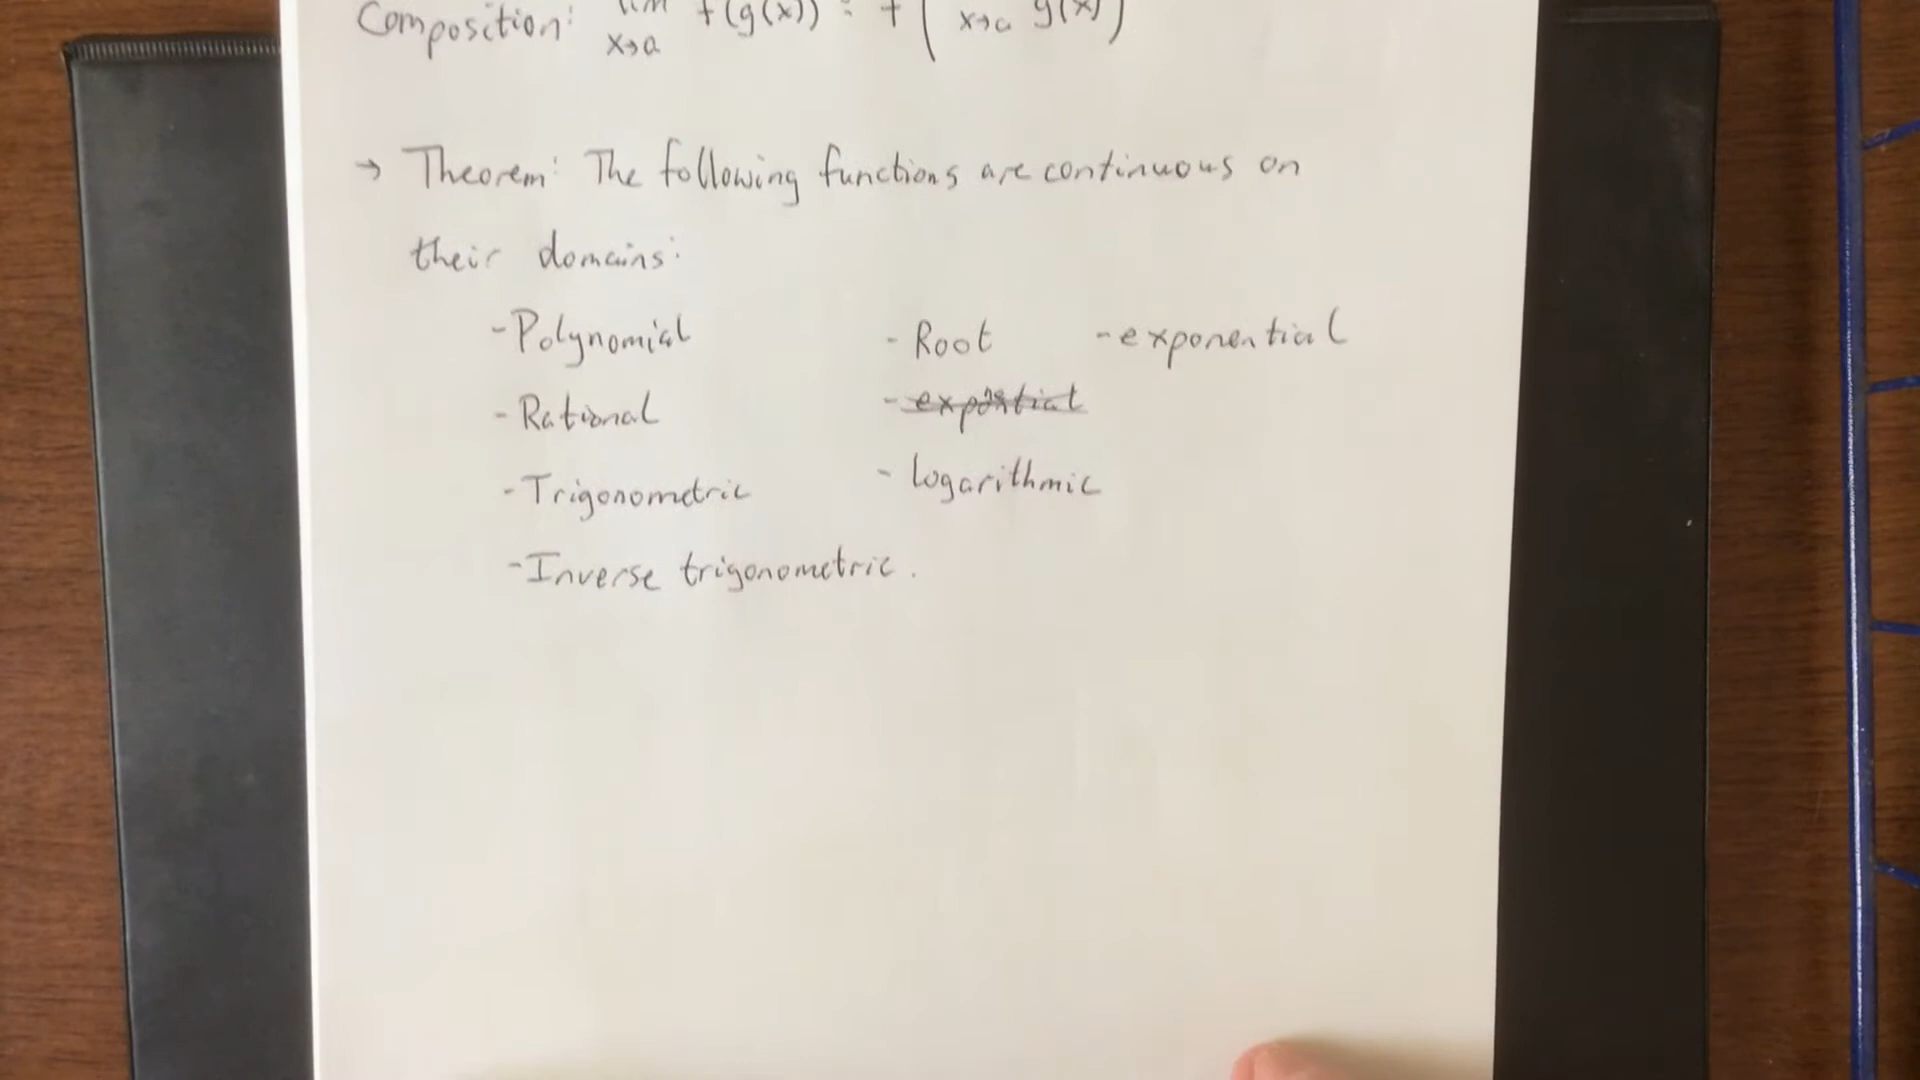 Composition: lim f(g(x)) = f( x→a g(x))
x→a
→ Theorem: The following functions are continuous on
their domains:
- Polynomial - Root - exponential
- Rational
- Trigonometric - logarithmic
- Inverse trigonometric.